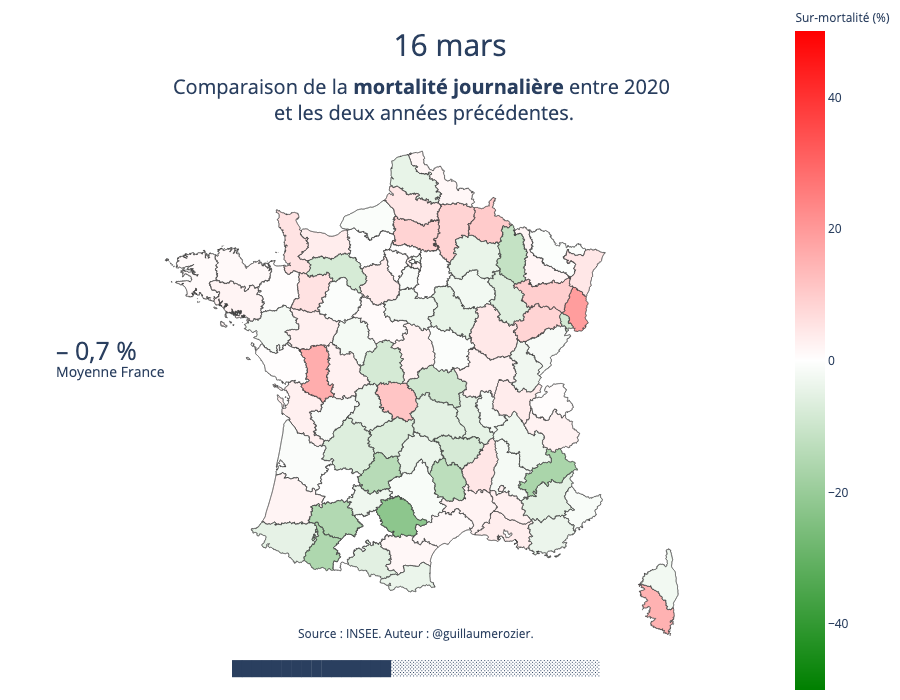 Sur-mortalité (%)
16 mars
Comparaison de la mortalité journalière entre 2020
et les deux années précédentes.
40
20
0
−20
−40
– 0,7 %
Moyenne France
Source : INSEE. Auteur : @guillaumerozier.